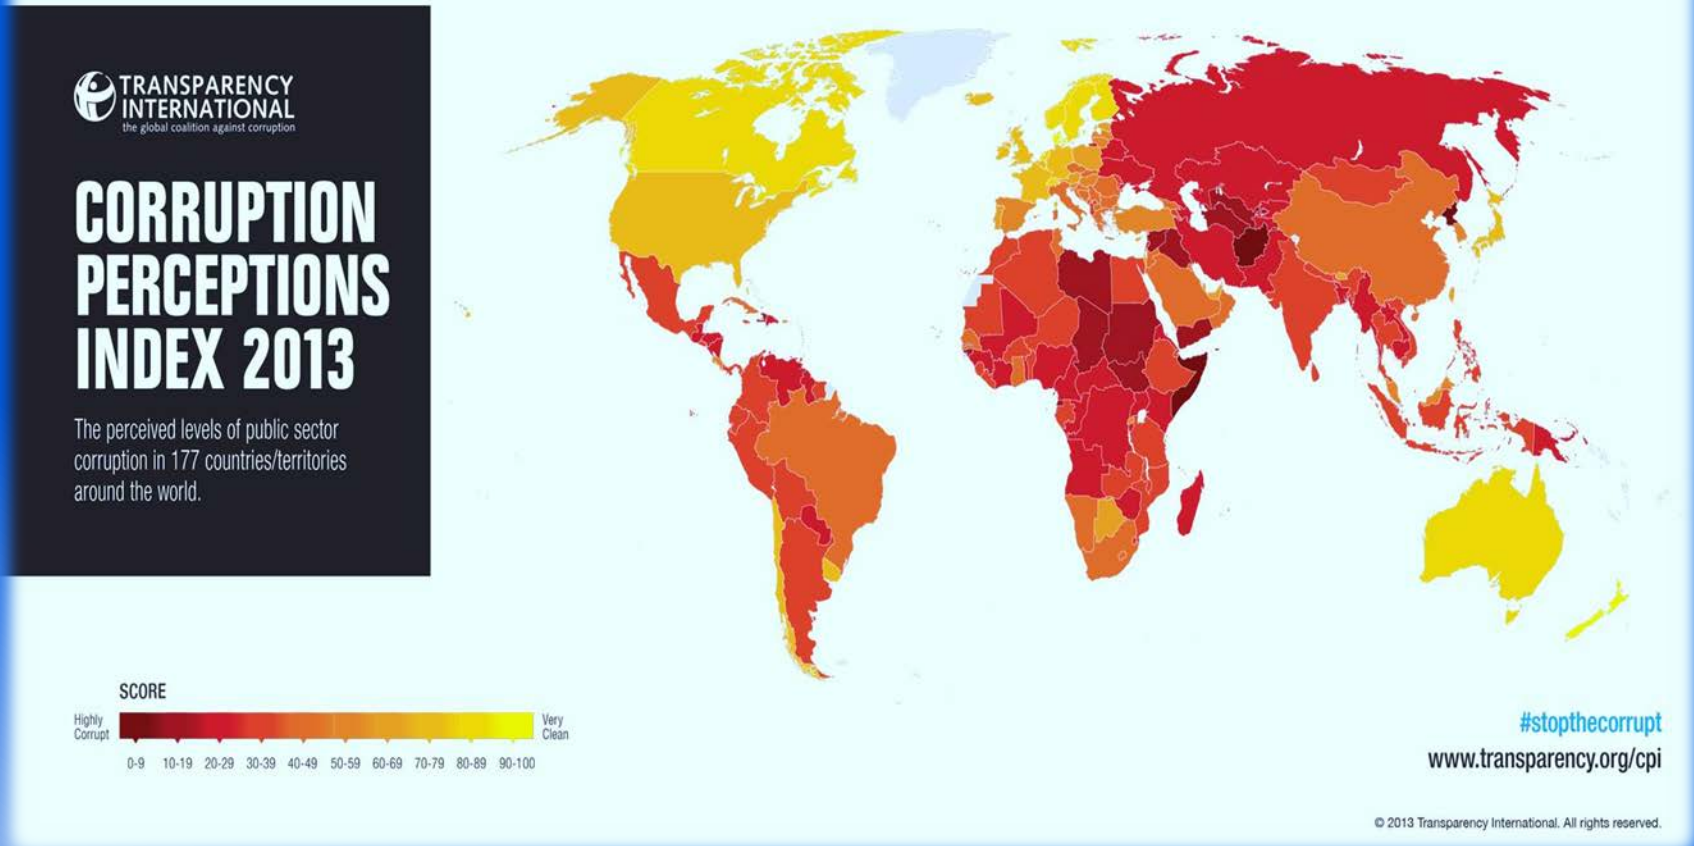 TRANSPARENCY
INTERNATIONAL
the global coalition against corruption
CORRUPTION
PERCEPTIONS
INDEX 2013
The perceived levels of public sector
corruption in 177 countries/territories
around the world.
SCORE
Highly
Corrupt
Very
Clean
0-9 10-19 20-29 30-39 40-49 50-59 60-69 70-79 80-89 90-100
#stopthecorrupt
www.transparency.org/cpi
© 2013 Transparency International. All rights reserved.